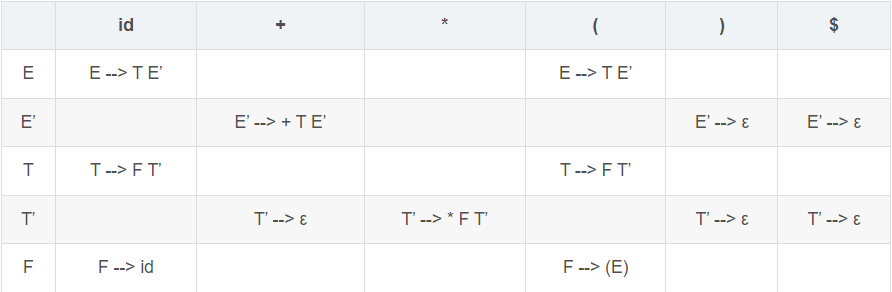 id + * ( ) $
E E --> T E’ E --> T E’
E’ E’ --> + T E’ E’ --> ε E’ --> ε
T T --> F T’ T --> F T’
T’ T’ --> ε T’ --> * F T’ T’ --> ε T’ --> ε
F F --> id F --> (E)